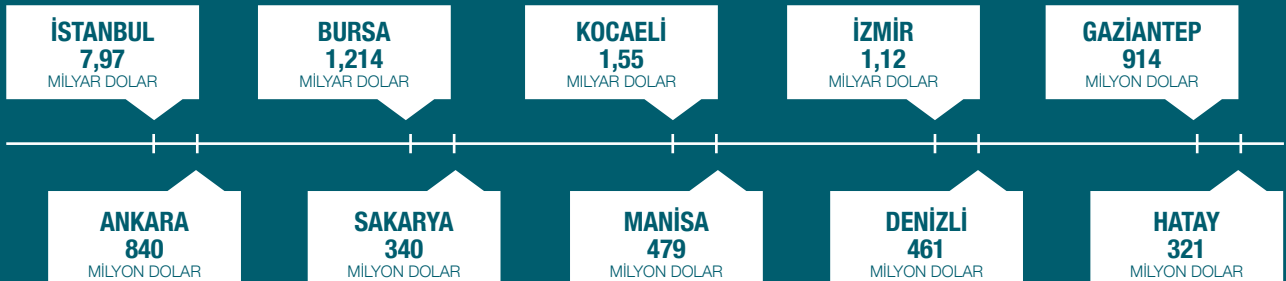 İSTANBUL
7,97
MİLYAR DOLAR
BURSA
1,214
MİLYAR DOLAR
KOCAELİ
1,55
MİLYAR DOLAR
İZMİR
1,12
MİLYAR DOLAR
GAZİANTEP
914
MİLYON DOLAR
ANKARA
840
MİLYON DOLAR
SAKARYA
340
MİLYON DOLAR
MANİSA
479
MİLYON DOLAR
DENİZLİ
461
MİLYON DOLAR
HATAY
321
MİLYON DOLAR